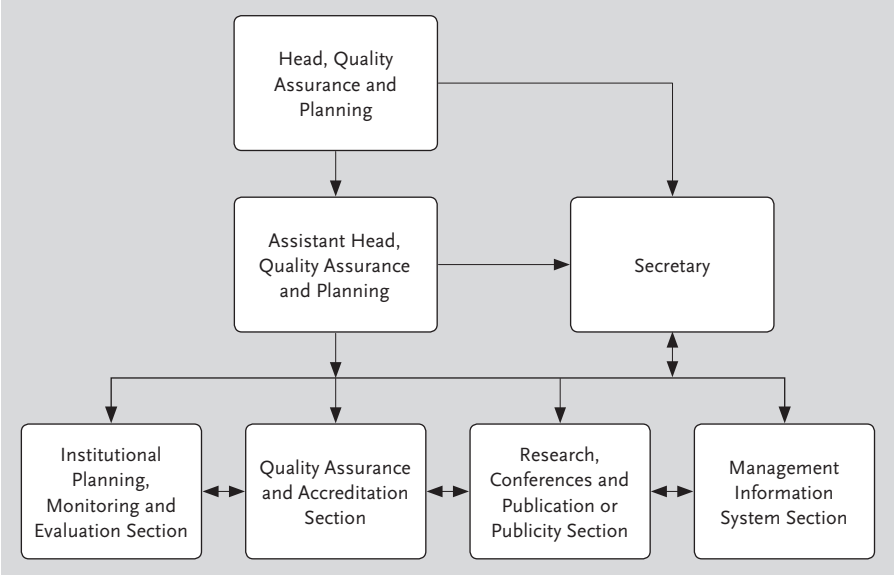 Head, Quality
Assurance and
Planning
Assistant Head,
Quality Assurance
and Planning
Secretary
Institutional
Planning,
Monitoring and
Evaluation Section
Quality Assurance
and Accreditation
Section
Research,
Conferences and
Publication or
Publicity Section
Management
Information
System Section